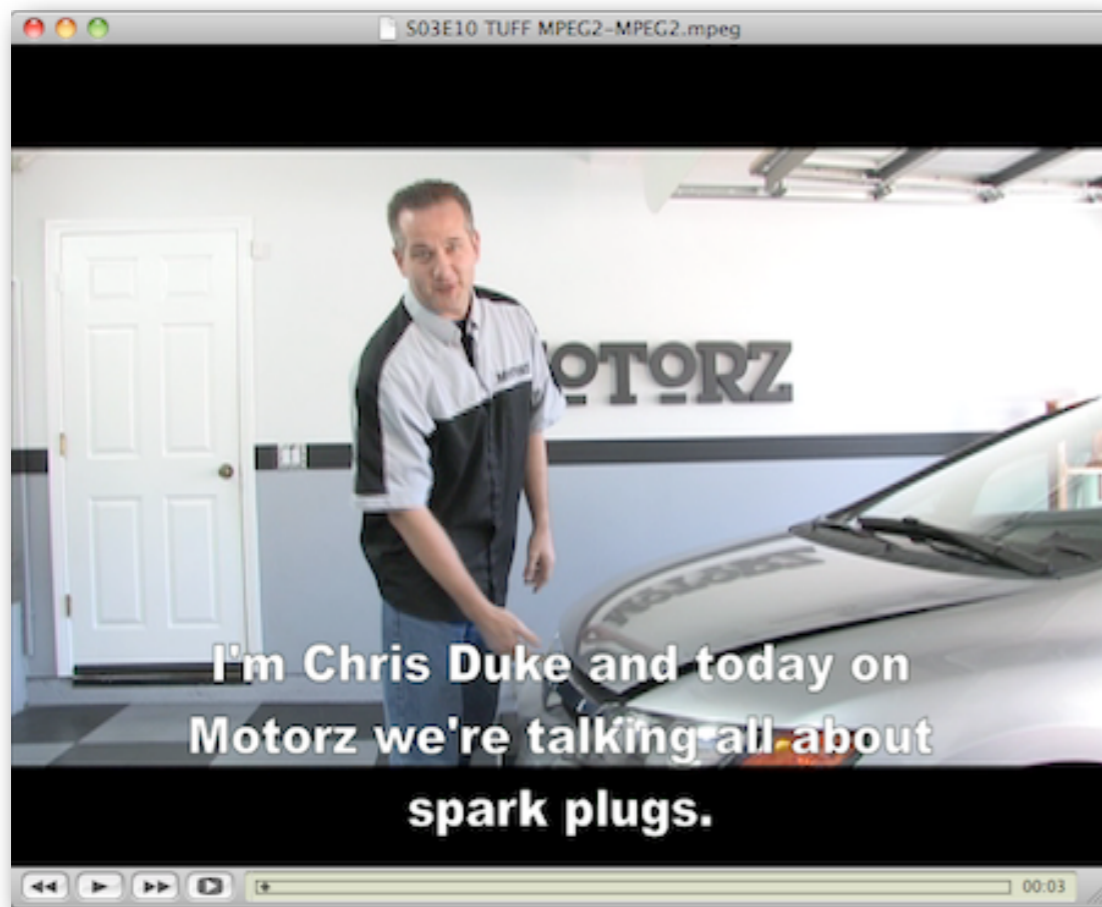 S03E10 TUFF MPEG2-MPEG2.mpeg
MOTORZ
I'm Chris Duke and today on
Motorz we're talking all about
spark plugs.
00:03